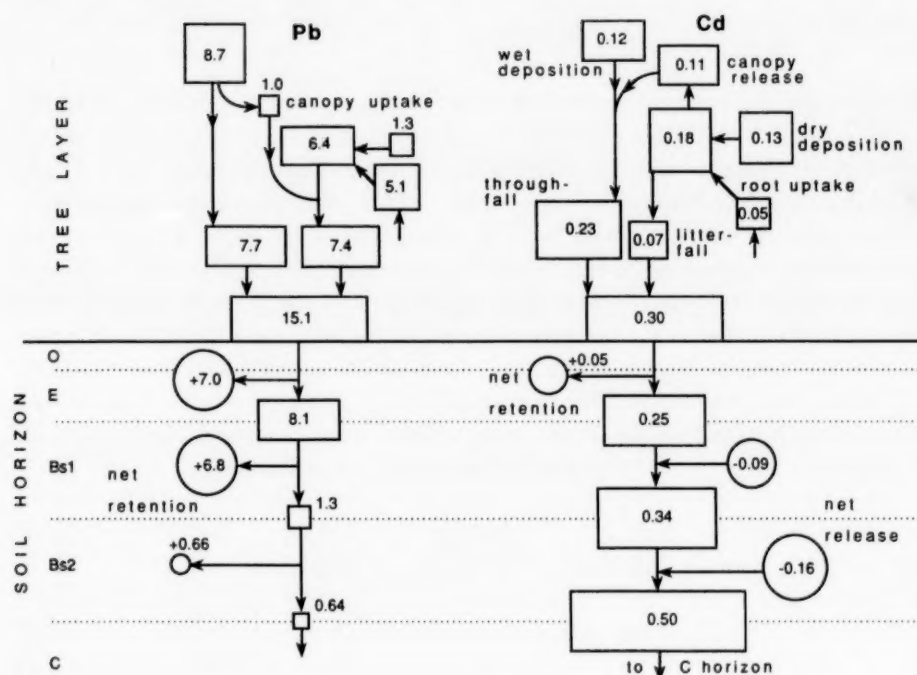 Pb
Cd
8.7
1.0
canopy uptake
6.4
1.3
5.1
7.7
7.4
15.1
wet
deposition
0.12
0.11
canopy
release
0.18
0.13
dry
deposition
root uptake
0.05
through-
fall
0.23
0.07
litter-
fall
0.30
TREE LAYER
SOIL HORIZON
O
E
Bs1
Bs2
C
+7.0
8.1
+6.8
net
retention
1.3
+0.66
0.64
+0.05
net
retention
0.25
-0.09
0.34
net
release
-0.16
0.50
to C horizon